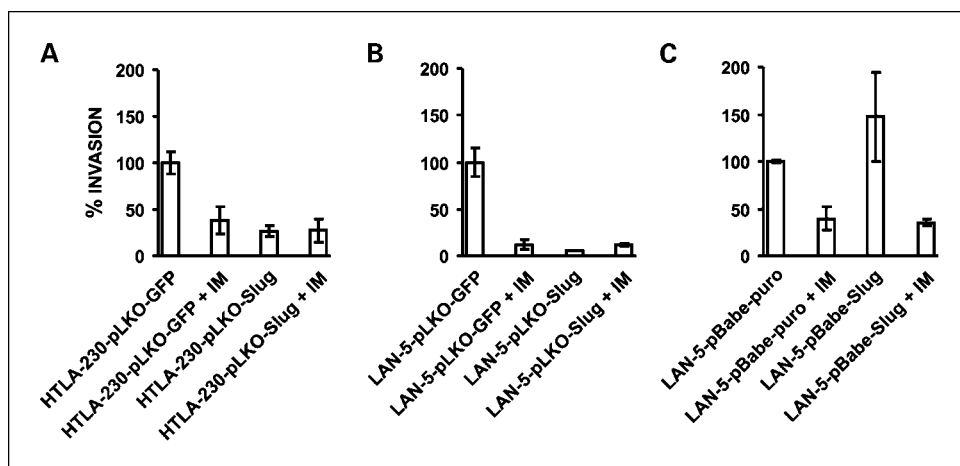 A
B
C
% INVASION
200
150
100
50
0
HTLA-230-pLKO-GFP
HTLA-230-pLKO-GFP + IM
HTLA-230-pLKO-Slug
HTLA-230-pLKO-Slug + IM
200
150
100
50
0
LAN-5-pLKO-GFP
LAN-5-pLKO-GFP + IM
LAN-5-pLKO-Slug
LAN-5-pLKO-Slug + IM
200
150
100
50
0
LAN-5-pBabe-puro
LAN-5-pBabe-puro + IM
LAN-5-pBabe-Slug
LAN-5-pBabe-Slug + IM